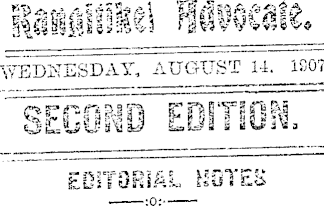 Rangitikei Advocate.
WEDNESDAY, AUGUST 14, 1907
SECOND EDITION.
EDITORIAL NOTES
—:o:—